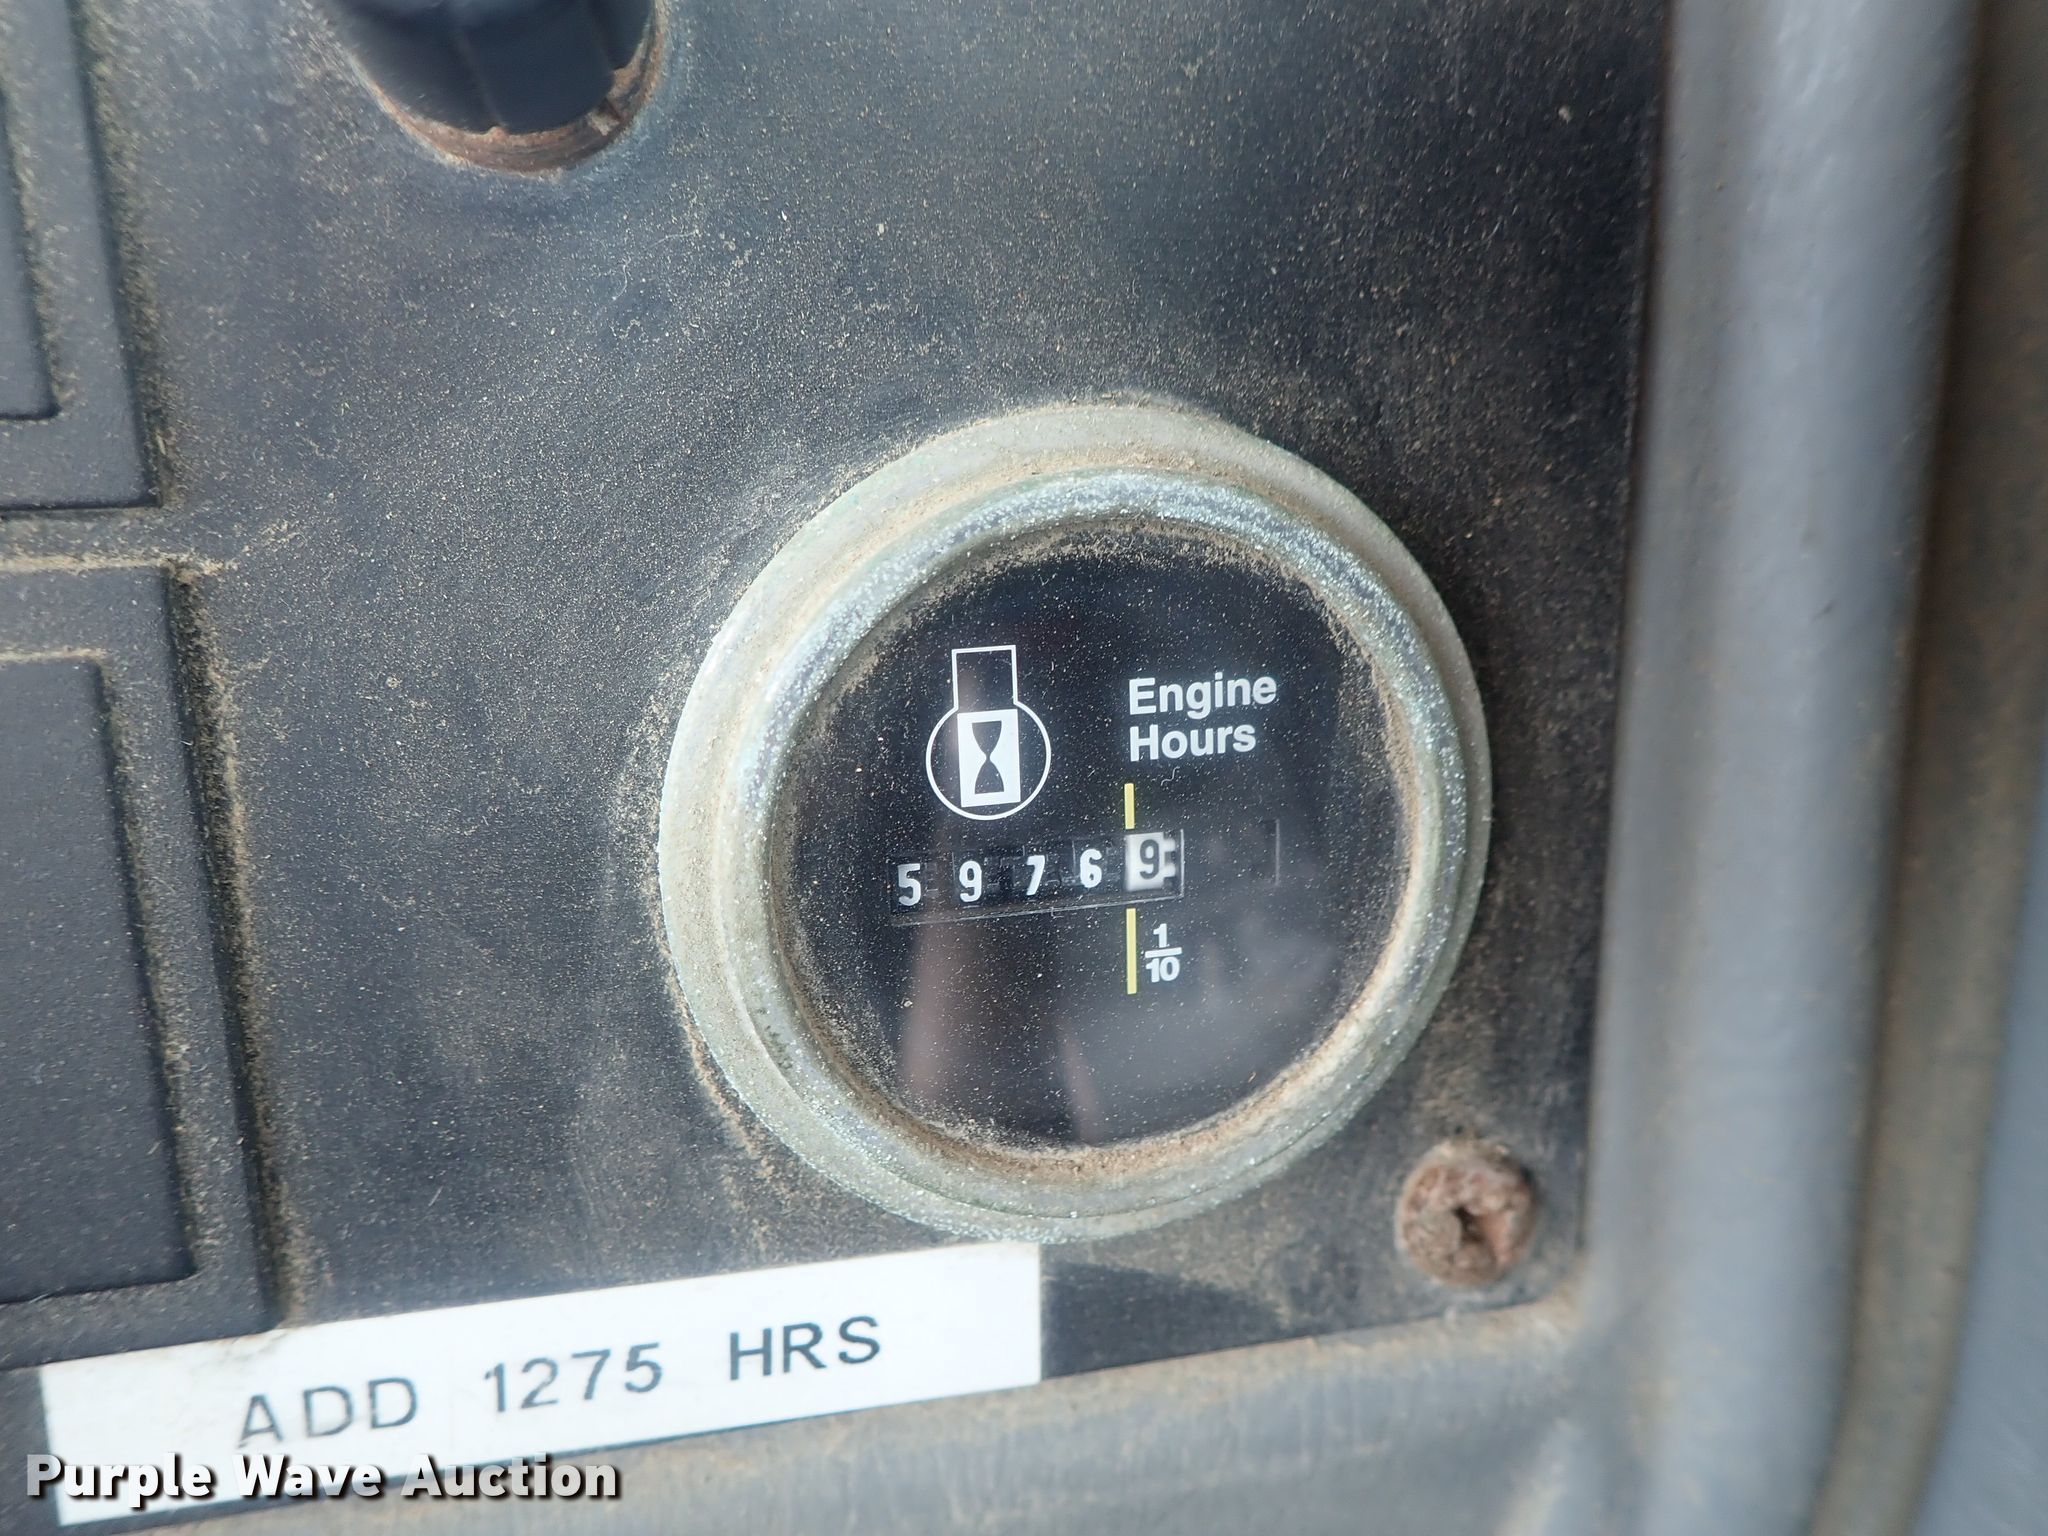 Engine
Hours
5 9 7 6 9
1/10
ADD 1275 HRS
Purple Wave Auction